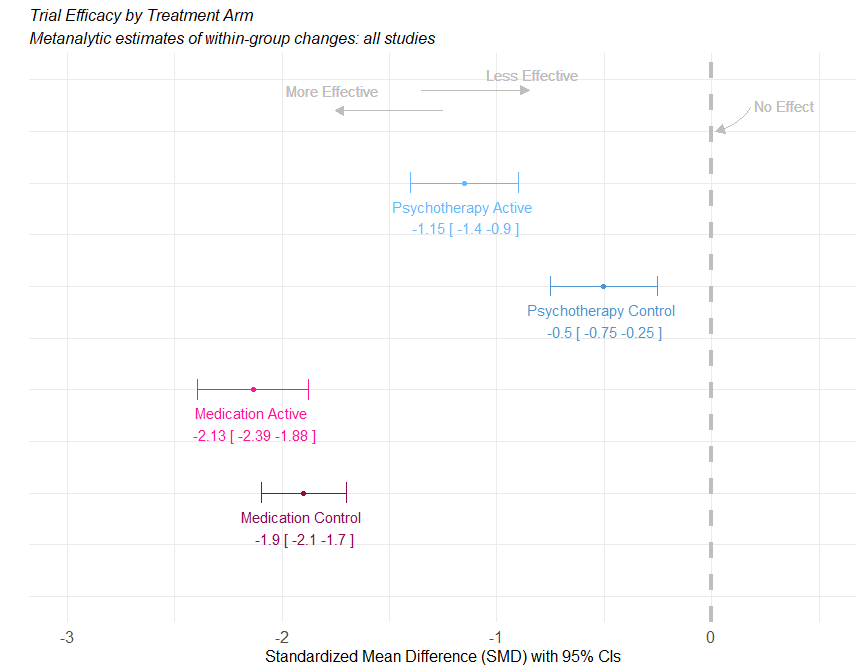 Trial Efficacy by Treatment Arm
Metanalytic estimates of within-group changes: all studies
Less Effective
More Effective
No Effect
Psychotherapy Active
-1.15 [ -1.4 -0.9 ]
Psychotherapy Control
-0.5 [ -0.75 -0.25 ]
Medication Active
-2.13 [ -2.39 -1.88 ]
Medication Control
-1.9 [ -2.1 -1.7 ]
-3 -2 -1 0
Standardized Mean Difference (SMD) with 95% CIs